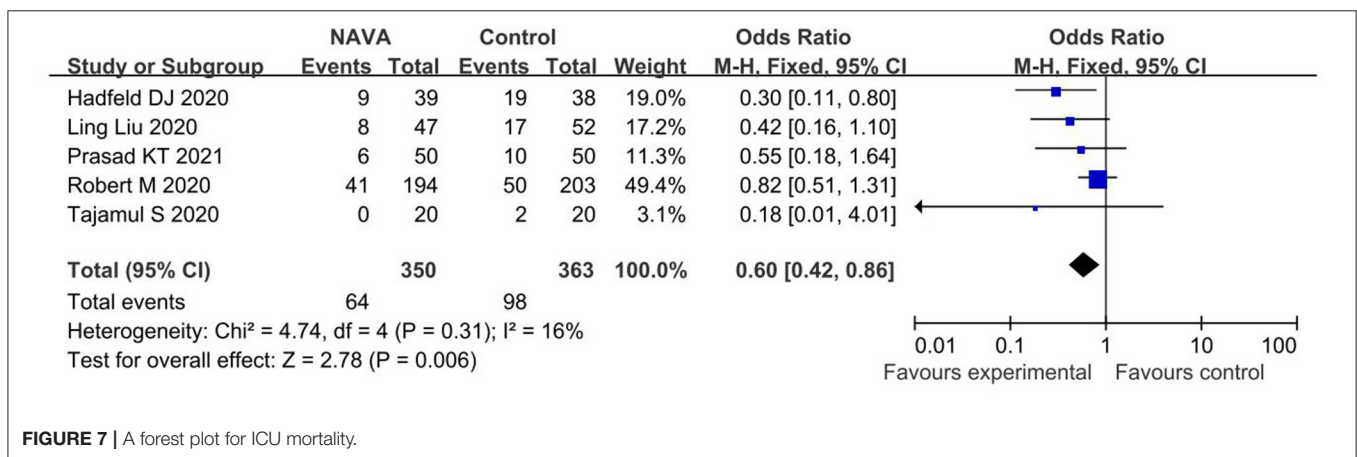 NAVA Control Odds Ratio Odds Ratio
Study or Subgroup Events Total Events Total Weight M-H, Fixed, 95% CI M-H, Fixed, 95% CI
Hadfeld DJ 2020 9 39 19 38 19.0% 0.30 [0.11, 0.80]
Ling Liu 2020 8 47 17 52 17.2% 0.42 [0.16, 1.10]
Prasad KT 2021 6 50 10 50 11.3% 0.55 [0.18, 1.64]
Robert M 2020 41 194 50 203 49.4% 0.82 [0.51, 1.31]
Tajamul S 2020 0 20 2 20 3.1% 0.18 [0.01, 4.01]
Total (95% CI) 350 363 100.0% 0.60 [0.42, 0.86]
Total events 64 98
Heterogeneity: Chi² = 4.74, df = 4 (P = 0.31); I² = 16%
Test for overall effect: Z = 2.78 (P = 0.006)
0.01 0.1 1 10 100
Favours experimental Favours control
FIGURE 7 | A forest plot for ICU mortality.